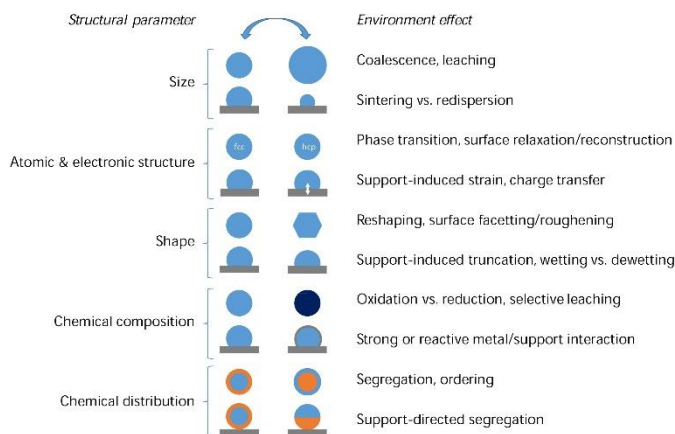 Structural parameter Environment effect
Size
Coalescence, leaching
Sintering vs. redispersion
Atomic & electronic structure
fcc hcp
Phase transition, surface relaxation/reconstruction
Support-induced strain, charge transfer
Shape
Reshaping, surface facetting/roughening
Support-induced truncation, wetting vs. dewetting
Chemical composition
Oxidation vs. reduction, selective leaching
Strong or reactive metal/support interaction
Chemical distribution
Segregation, ordering
Support-directed segregation